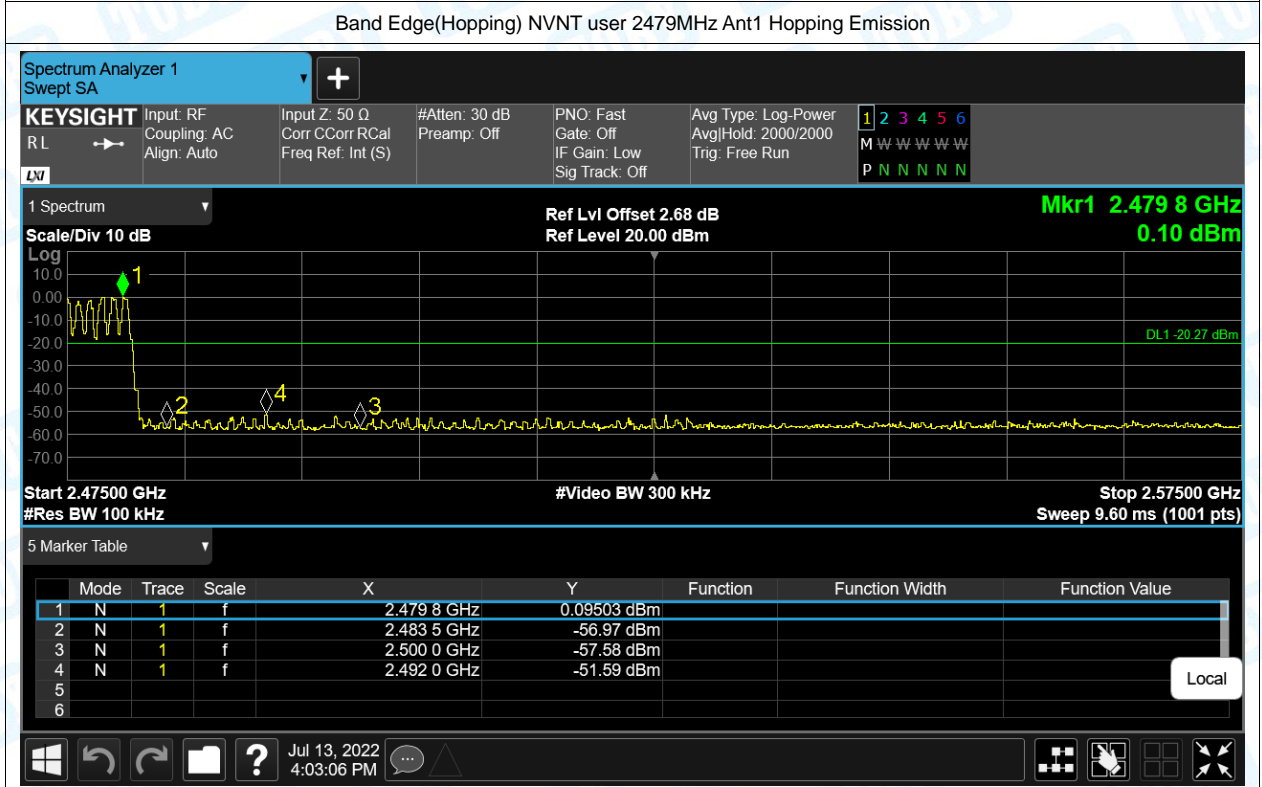 Band Edge(Hopping) NVNT user 2479MHz Ant1 Hopping Emission
Spectrum Analyzer 1
Swept SA
+
KEYSIGHT
R L
LXI
Input: RF
Coupling: AC
Align: Auto
Input Z: 50 Ω
Corr CCorr RCal
Freq Ref: Int (S)
#Atten: 30 dB
Preamp: Off
PNO: Fast
Gate: Off
IF Gain: Low
Sig Track: Off
Avg Type: Log-Power
Avg|Hold: 2000/2000
Trig: Free Run
1 2 3 4 5 6
M W W W W W
P N N N N N
1 Spectrum
Scale/Div 10 dB
Ref Lvl Offset 2.68 dB
Ref Level 20.00 dBm
Mkr1 2.479 8 GHz
0.10 dBm
Log
10.0
0.00
-10.0
-20.0
-30.0
-40.0
-50.0
-60.0
-70.0
1
2
4
3
DL1 -20.27 dBm
Start 2.47500 GHz
#Video BW 300 kHz
Stop 2.57500 GHz
#Res BW 100 kHz
Sweep 9.60 ms (1001 pts)
5 Marker Table
Mode Trace Scale X Y Function Function Width Function Value
1 N 1 f 2.479 8 GHz 0.09503 dBm
2 N 1 f 2.483 5 GHz -56.97 dBm
3 N 1 f 2.500 0 GHz -57.58 dBm
4 N 1 f 2.492 0 GHz -51.59 dBm
5
6
Local
?
Jul 13, 2022
4:03:06 PM